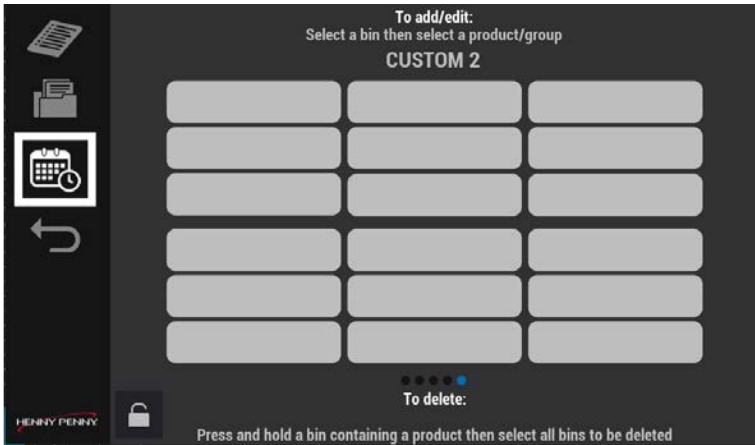 To add/edit:
Select a bin then select a product/group
CUSTOM 2
To delete:
HENNY PENNY
Press and hold a bin containing a product then select all bins to be deleted